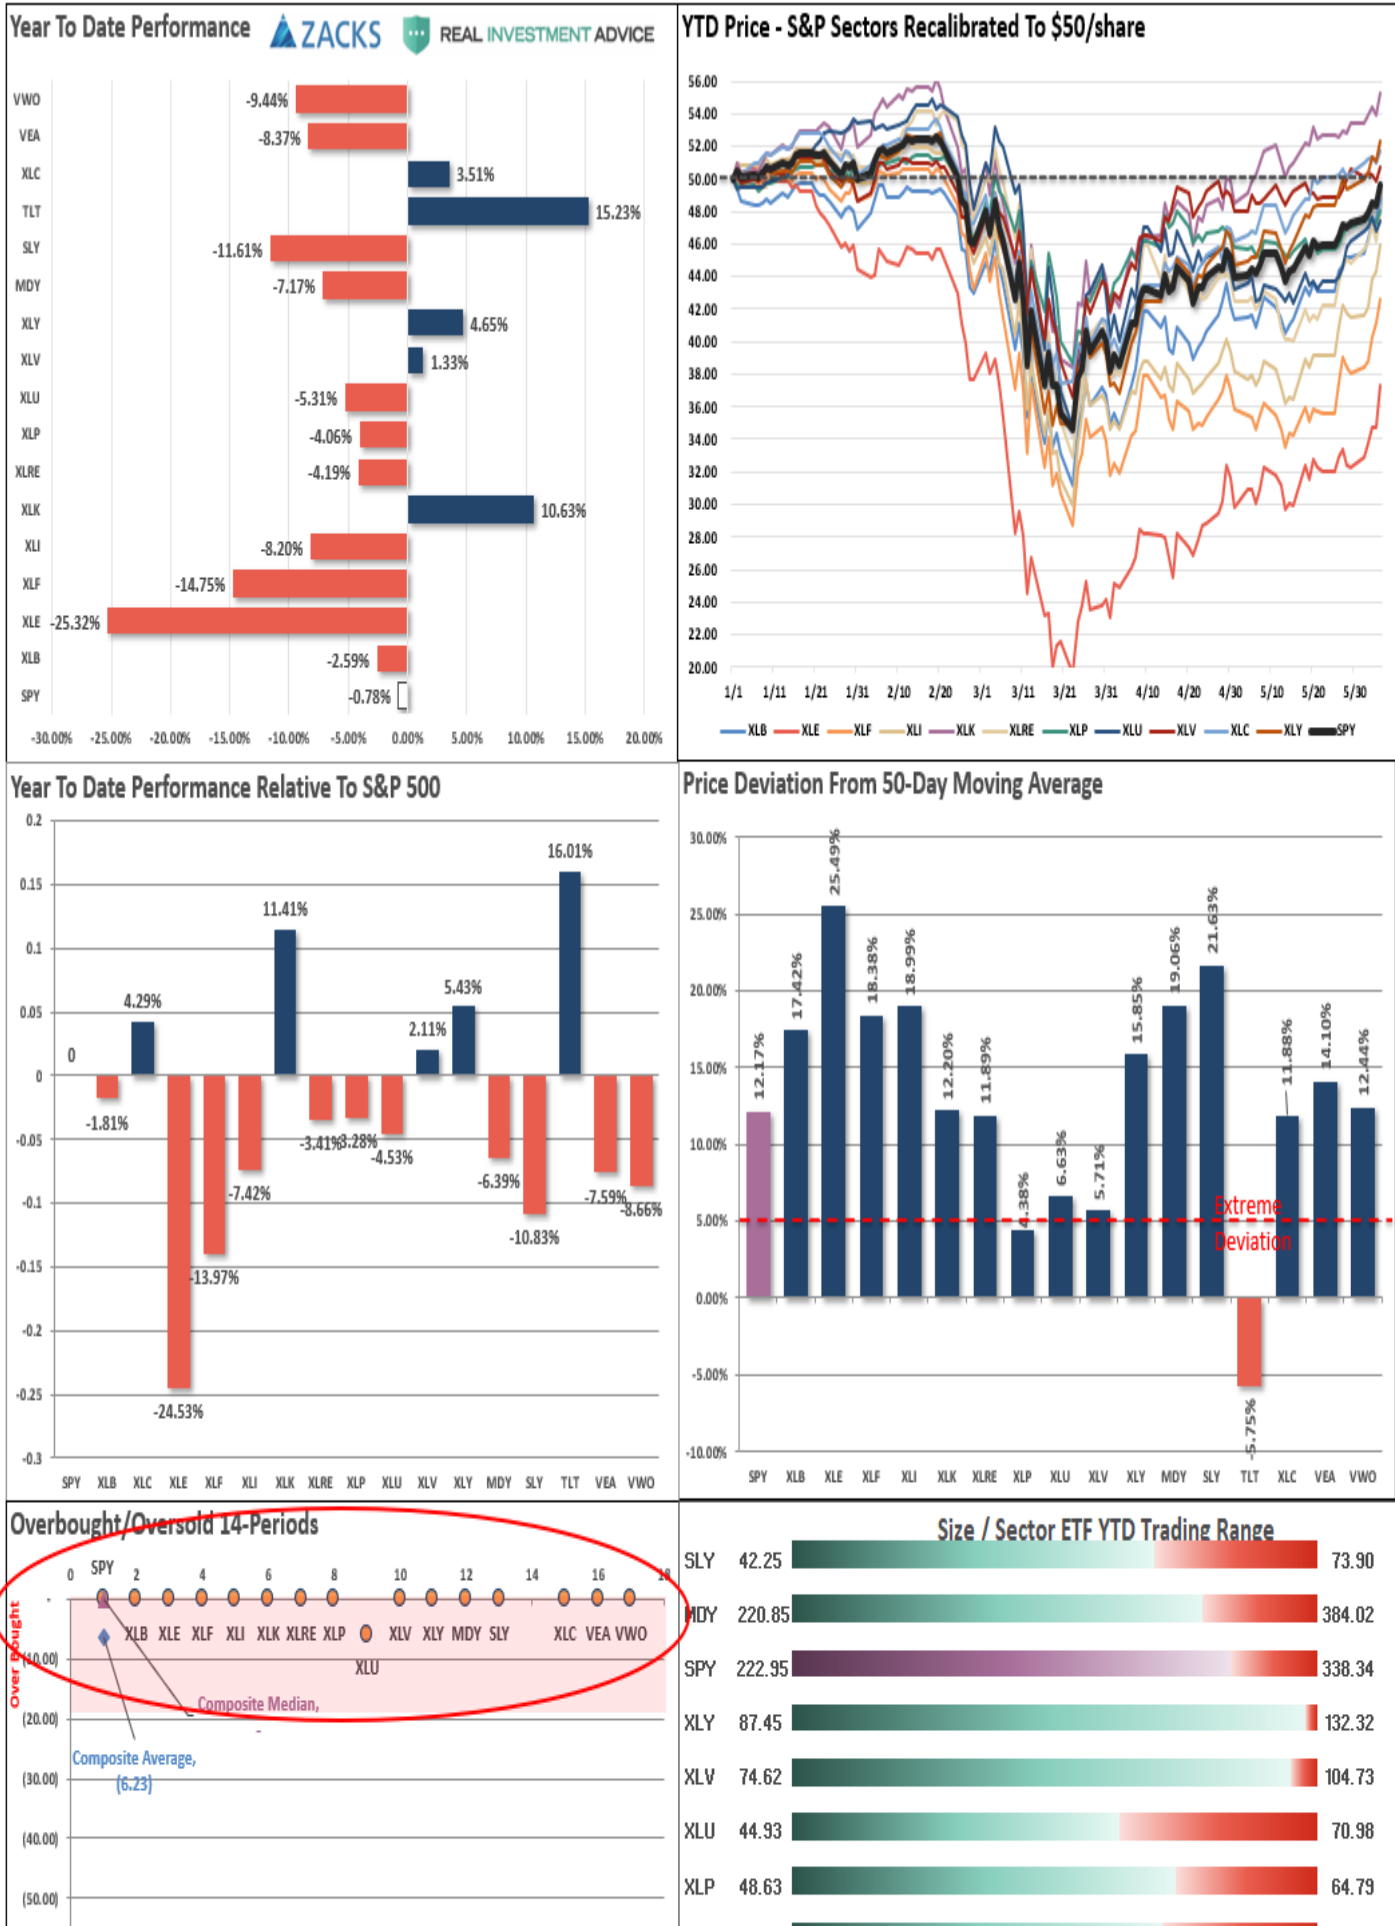 Year To Date Performance
ZACKS
REAL INVESTMENT ADVICE
VWO -9.44%
VEA -8.37%
XLC 3.51%
TLT 15.23%
SLY -11.61%
MDY -7.17%
XLY 4.65%
XLV 1.33%
XLU -5.31%
XLP -4.06%
XLRE -4.19%
XLK 10.63%
XLI -8.20%
XLF -14.75%
XLE -25.32%
XLB -2.59%
SPY -0.78%
-30.00% -25.00% -20.00% -15.00% -10.00% -5.00% 0.00% 5.00% 10.00% 15.00% 20.00%
YTD Price - S&P Sectors Recalibrated To $50/share
56.00
54.00
52.00
50.00
48.00
46.00
44.00
42.00
40.00
38.00
36.00
34.00
32.00
30.00
28.00
26.00
24.00
22.00
20.00
1/1 1/11 1/21 1/31 2/10 2/20 3/1 3/11 3/21 3/31 4/10 4/20 4/30 5/10 5/20 5/30
XLB XLE XLF XLI XLK XLRE XLP XLU XLV XLC XLY SPY
Year To Date Performance Relative To S&P 500
0.2
0.15
0.1
0.05
0
-0.05
-0.1
-0.15
-0.2
-0.25
-0.3
0 -1.81% 4.29% -24.53% -13.97% -7.42% 11.41% -3.41% -3.28% -4.53% 2.11% 5.43% -6.39% -10.83% 16.01% -7.59% -8.66%
SPY XLB XLC XLE XLF XLI XLK XLRE XLP XLU XLV XLY MDY SLY TLT VEA VWO
Price Deviation From 50-Day Moving Average
30.00%
25.00%
20.00%
15.00%
10.00%
5.00%
0.00%
-5.00%
-10.00%
12.17% 17.42% 25.49% 18.38% 18.99% 12.20% 11.89% 4.38% 6.63% 5.71% 15.85% 19.06% 21.63% -5.75% 11.88% 14.10% 12.44%
Extreme
Deviation
SPY XLB XLE XLF XLI XLK XLRE XLP XLU XLV XLY MDY SLY TLT XLC VEA VWO
Overbought/Oversold 14-Periods
SPY
0 2 4 6 8 10 12 14 16 18
-
XLB XLE XLF XLI XLK XLRE XLP XLV XLY MDY SLY XLC VEA VWO
XLU
Over Bought
(10.00)
(20.00)
(30.00)
(40.00)
(50.00)
Composite Median,
-
Composite Average,
(6.23)
Size / Sector ETF YTD Trading Range
SLY 42.25 73.90
MDY 220.85 384.02
SPY 222.95 338.34
XLY 87.45 132.32
XLV 74.62 104.73
XLU 44.93 70.98
XLP 48.63 64.79